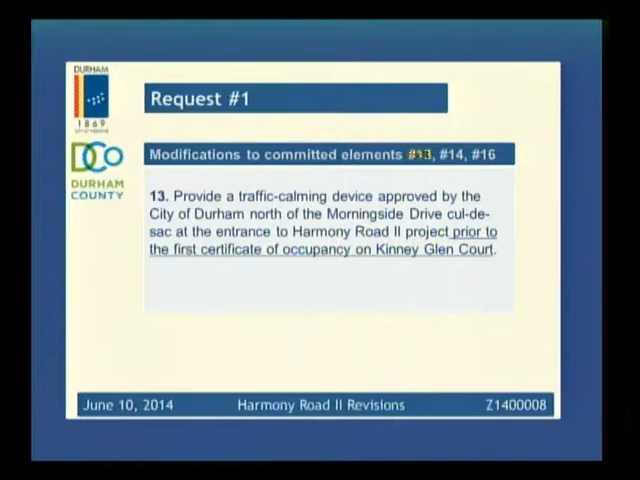 DURHAM
1869
DCO
DURHAM
COUNTY
Request #1
Modifications to committed elements #13, #14, #16
13. Provide a traffic-calming device approved by the
City of Durham north of the Morningside Drive cul-de-
sac at the entrance to Harmony Road II project prior to
the first certificate of occupancy on Kinney Glen Court.
June 10, 2014
Harmony Road II Revisions
Z1400008